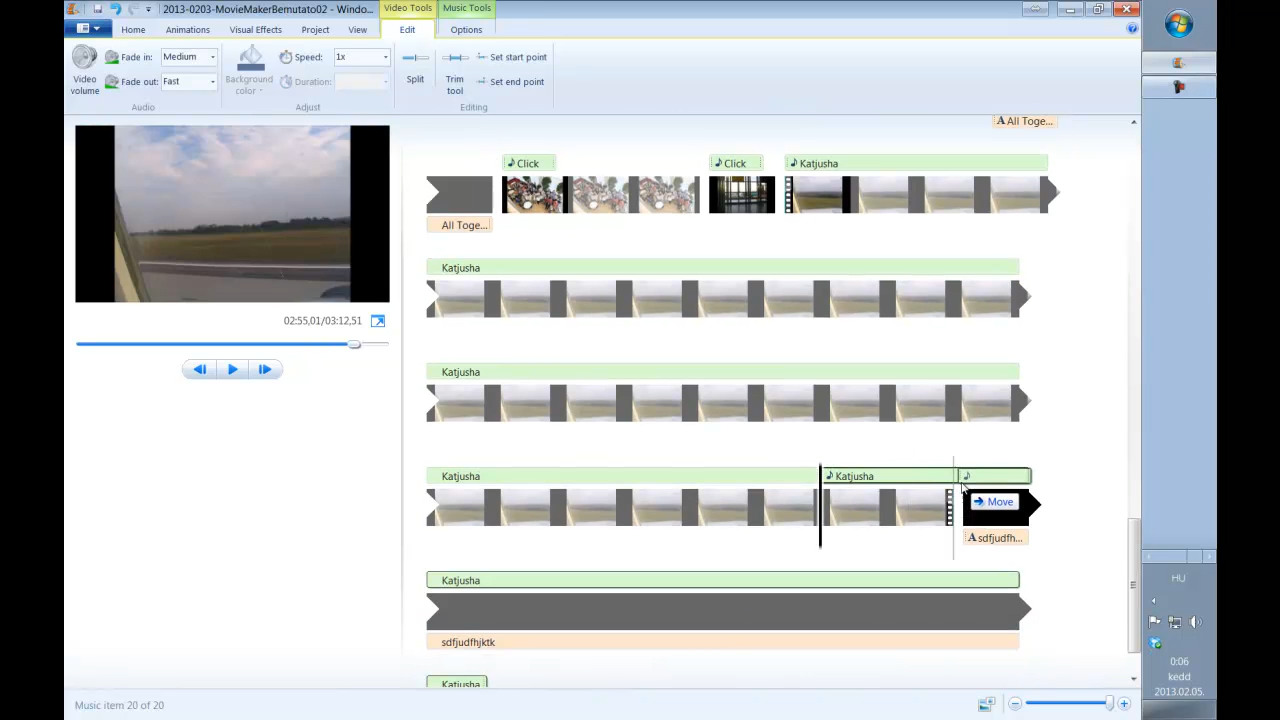 2013-0203-MovieMakerBemutato02 - Windo...
Video Tools
Music Tools
Home
Animations
Visual Effects
Project
View
Edit
Options
Video volume
Fade in:
Medium
Fade out:
Fast
Audio
Background color
Speed:
1x
Duration:
Adjust
Split
Trim tool
Set start point
Set end point
Editing
A All Toge...
Click
Click
Katjusha
All Toge...
Katjusha
02:55,01/03:12,51
Katjusha
Katjusha
Katjusha
Move
A sdfjudfh...
Katjusha
sdfjudfhjktk
Katjusha
Music item 20 of 20
HU
0:06
kedd
2013.02.05.